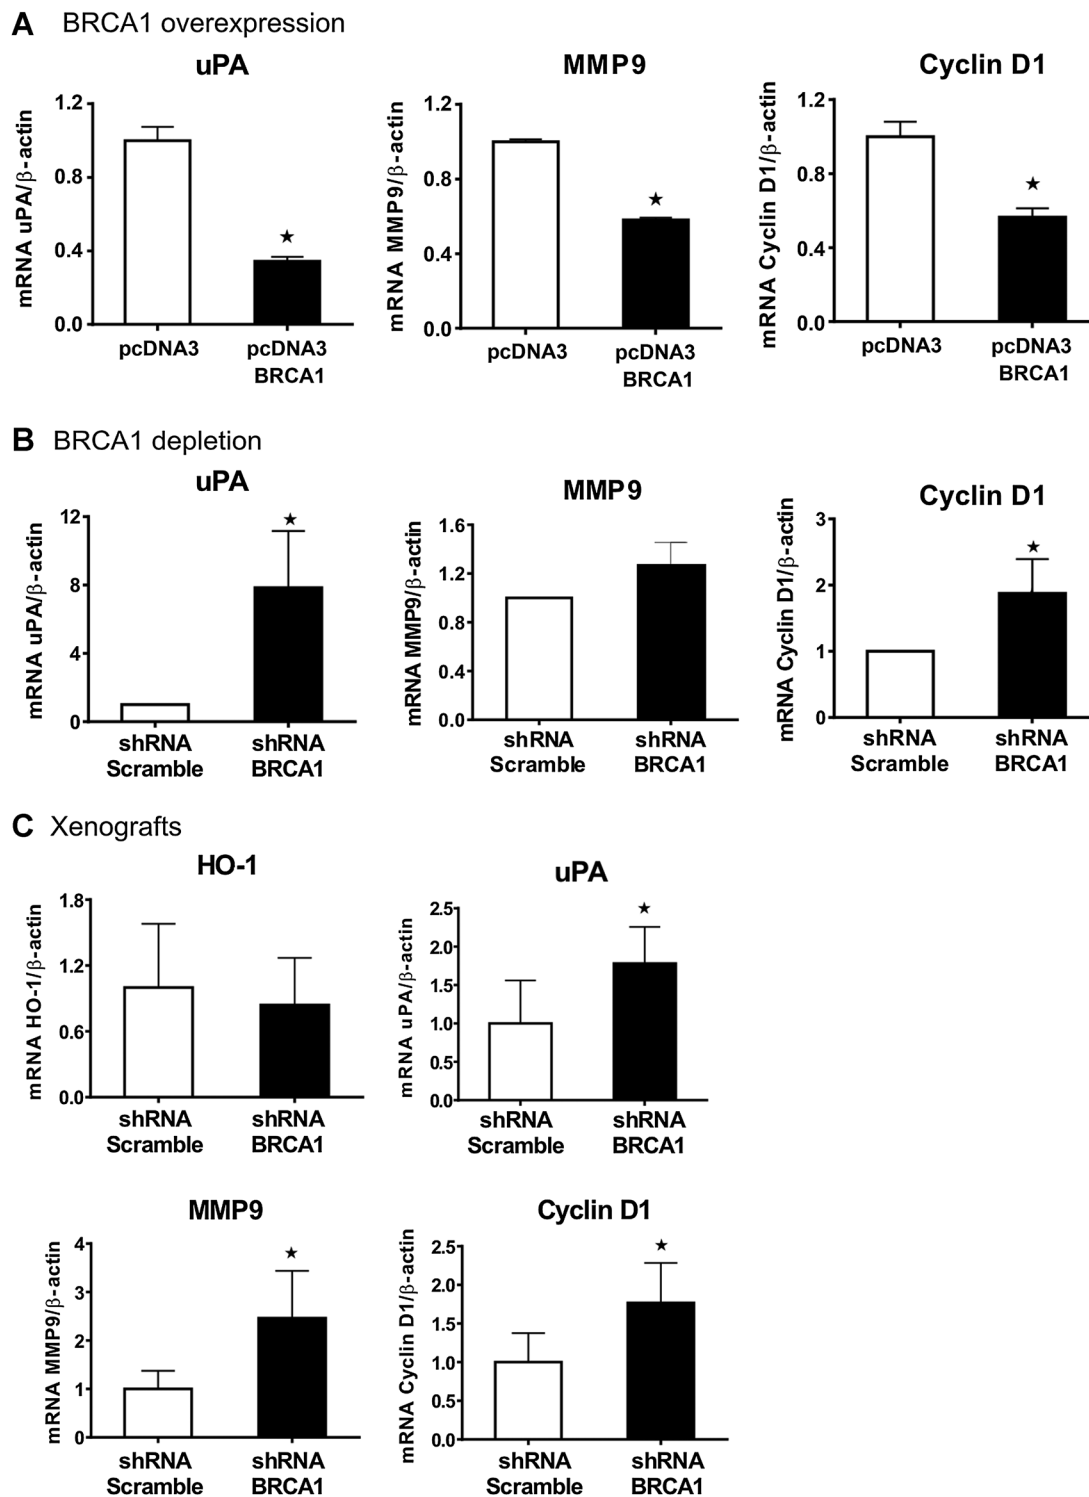 A BRCA1 overexpression
uPA
mRNA uPA/β-actin
1.2
0.8
0.4
0.0
pcDNA3
pcDNA3
BRCA1
★
MMP9
mRNA MMP9/β-actin
1.2
0.8
0.4
0.0
pcDNA3
pcDNA3
BRCA1
★
Cyclin D1
mRNA Cyclin D1/β-actin
1.2
0.8
0.4
0.0
pcDNA3
pcDNA3
BRCA1
★
B BRCA1 depletion
uPA
mRNA uPA/β-actin
12
8
4
0
shRNA
Scramble
shRNA
BRCA1
★
MMP9
mRNA MMP9/β-actin
1.6
1.2
0.8
0.4
0.0
shRNA
Scramble
shRNA
BRCA1
Cyclin D1
mRNA Cyclin D1/β-actin
3
2
1
0
shRNA
Scramble
shRNA
BRCA1
★
C Xenografts
HO-1
mRNA HO-1/β-actin
1.8
1.2
0.6
0.0
shRNA
Scramble
shRNA
BRCA1
uPA
mRNA uPA/β-actin
2.5
2.0
1.5
1.0
0.5
0.0
shRNA
Scramble
shRNA
BRCA1
★
MMP9
mRNA MMP9/β-actin
4
3
2
1
0
shRNA
Scramble
shRNA
BRCA1
★
Cyclin D1
mRNA Cyclin D1/β-actin
2.5
2.0
1.5
1.0
0.5
0.0
shRNA
Scramble
shRNA
BRCA1
★